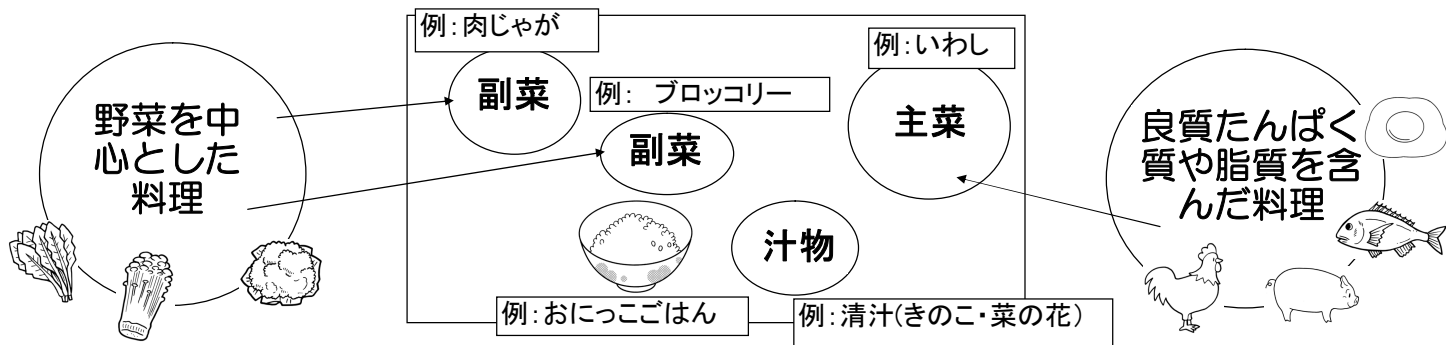 例：肉じゃが
例：いわし
副菜
例：　ブロッコリー
主菜
野菜を中
心とした
料理
副菜
良質たんぱく
質や脂質を含
んだ料理
汁物
例：おにっこごはん
例：清汁(きのこ・菜の花）